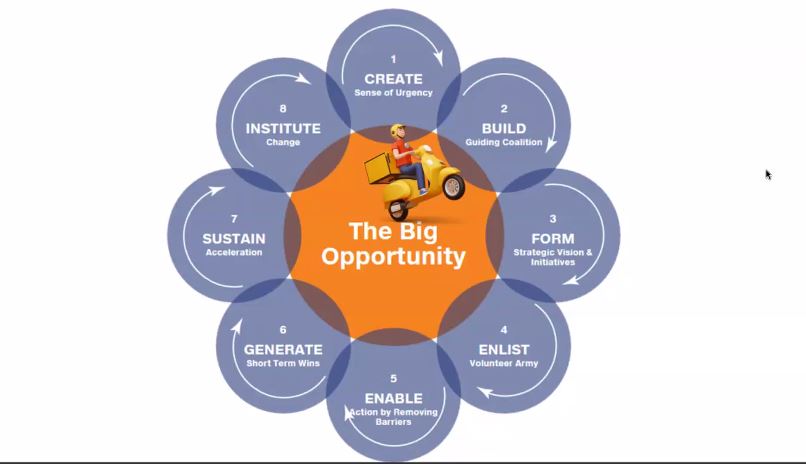 1
CREATE
Sense of Urgency
2
BUILD
Guiding Coalition
3
FORM
Strategic Vision &
Initiatives
4
ENLIST
Volunteer Army
5
ENABLE
Action by Removing
Barriers
6
GENERATE
Short Term Wins
7
SUSTAIN
Acceleration
8
INSTITUTE
Change
The Big
Opportunity